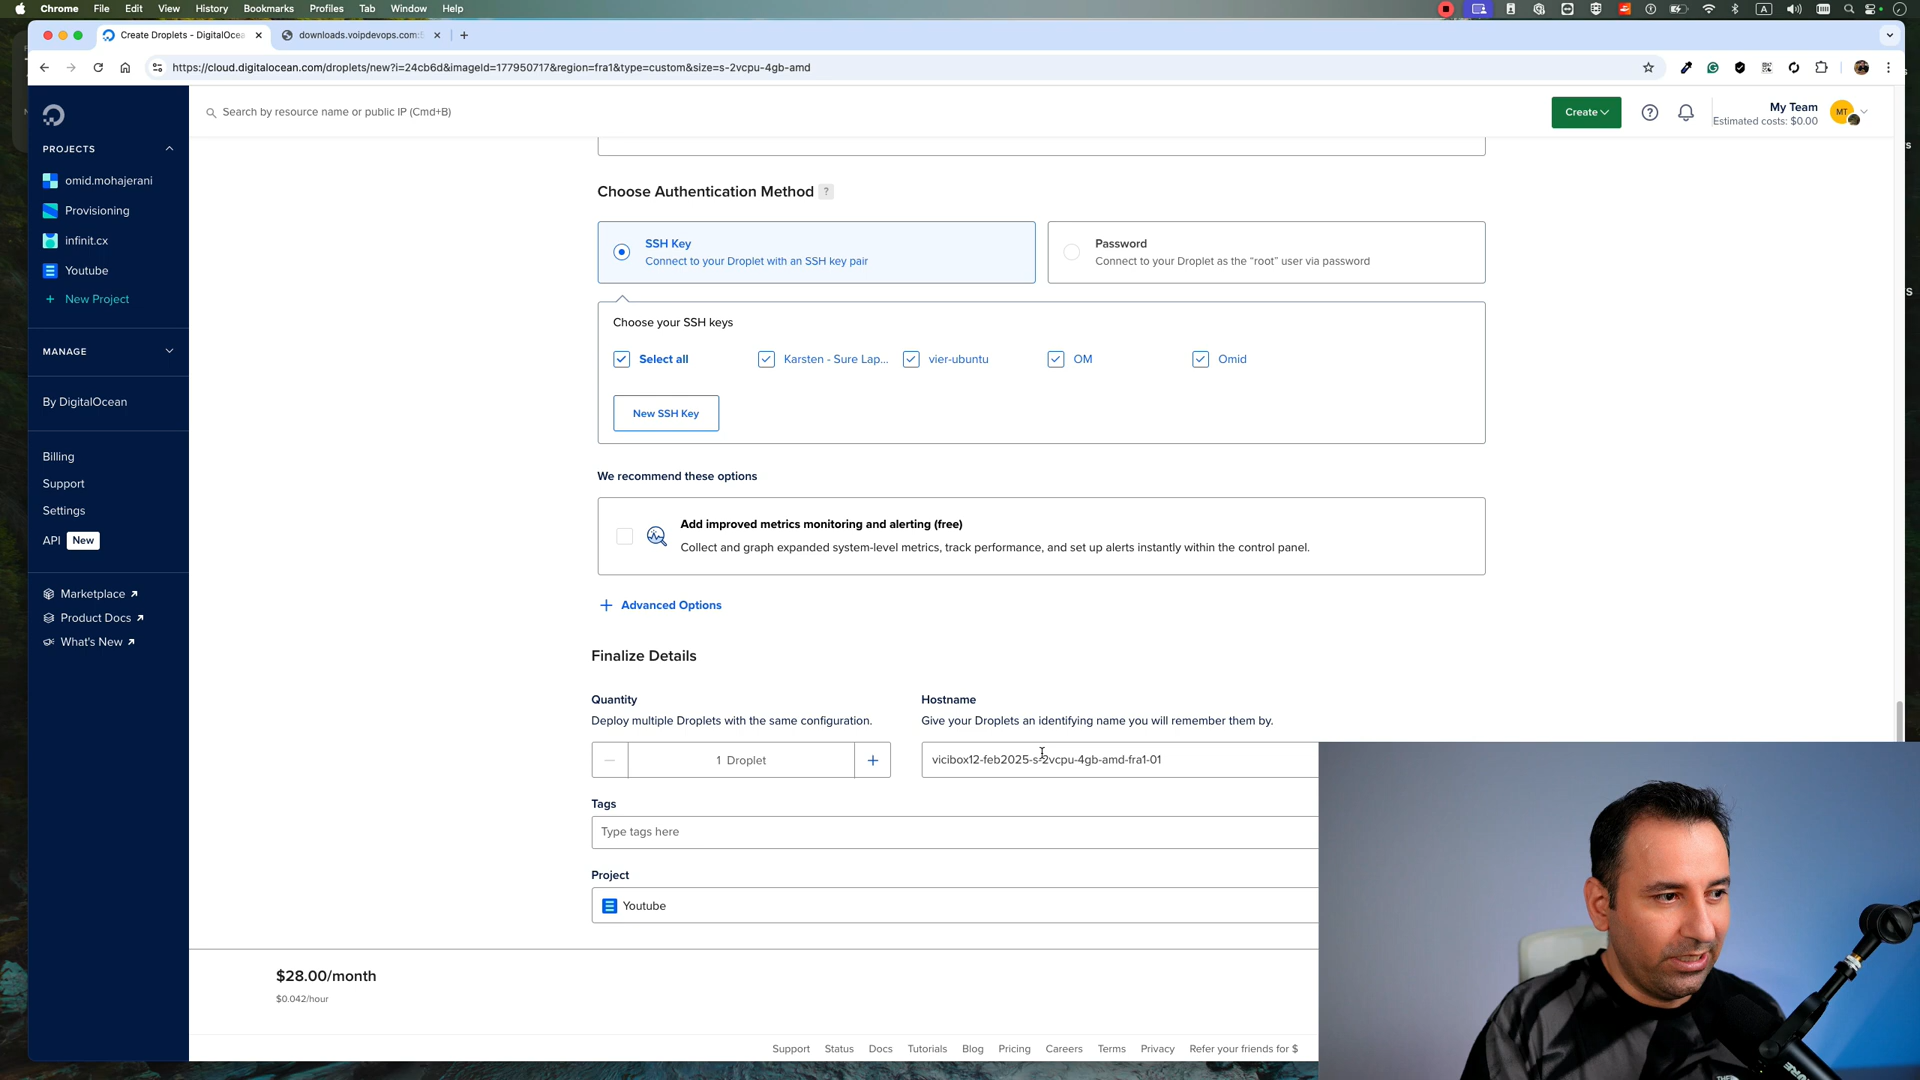 Chrome File Edit View History Bookmarks Profiles Tab Window Help
Create Droplets - DigitalOcea
downloads.voipdevops.com:
https://cloud.digitalocean.com/droplets/new?i=24cb6d&imageId=177950717&region=fra1&type=custom&size=s-2vcpu-4gb-amd
Search by resource name or public IP (Cmd+B)
Create
My Team
Estimated costs: $0.00
MT
PROJECTS
omid.mohajerani
Provisioning
infinit.cx
Youtube
+ New Project
MANAGE
By DigitalOcean
Billing
Support
Settings
API New
Marketplace
Product Docs
What's New
Choose Authentication Method ?
SSH Key
Connect to your Droplet with an SSH key pair
Password
Connect to your Droplet as the "root" user via password
Choose your SSH keys
Select all
Karsten - Sure Lap...
vier-ubuntu
OM
Omid
New SSH Key
We recommend these options
Add improved metrics monitoring and alerting (free)
Collect and graph expanded system-level metrics, track performance, and set up alerts instantly within the control panel.
+ Advanced Options
Finalize Details
Quantity
Deploy multiple Droplets with the same configuration.
1 Droplet
Hostname
Give your Droplets an identifying name you will remember them by.
vicibox12-feb2025-s-2vcpu-4gb-amd-fra1-01
Tags
Type tags here
Project
Youtube
$28.00/month
$0.042/hour
Support Status Docs Tutorials Blog Pricing Careers Terms Privacy Refer your friends for $